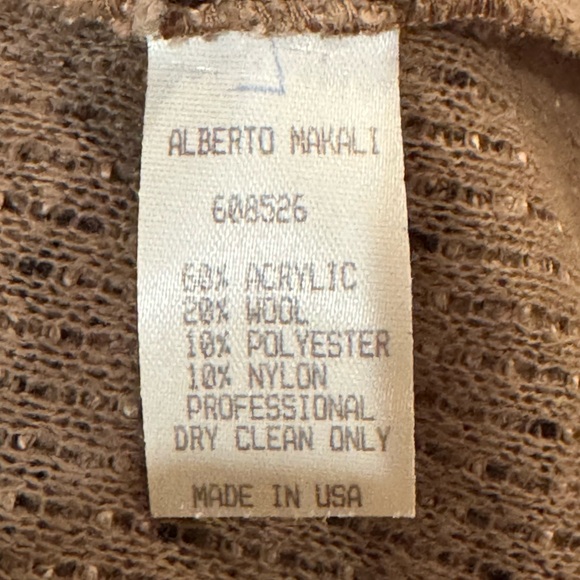 ALBERTO MAKALI
608526
60% ACRYLIC
20% WOOL
10% POLYESTER
10% NYLON
PROFESSIONAL
DRY CLEAN ONLY
MADE IN USA